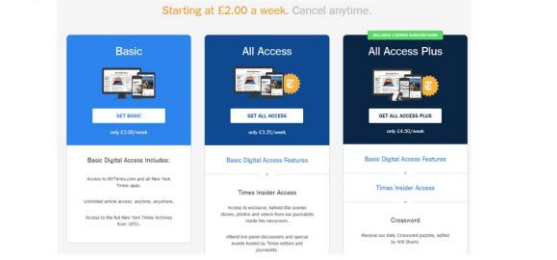 Starting at £2.00 a week. Cancel anytime.
Basic
GET BASIC
only £2.00/week
Basic Digital Access Includes:
Access to NYTimes.com and all New York
Times apps.
Unlimited article access, anytime, anywhere.
Access to the full New York Times Archives
from 1851.
All Access
GET ALL ACCESS
only £3.25/week
Basic Digital Access Features
+
Times Insider Access
Access to exclusive, behind-the-scenes
stories, photos and videos from our journalists
inside the newsroom.
Attend live panel discussions and special
events hosted by Times editors and
journalists.
INCLUDES 2 BONUS SUBSCRIPTIONS
All Access Plus
GET ALL ACCESS PLUS
only £4.50/week
Basic Digital Access Features
+
Times Insider Access
+
Crossword
Receive our daily Crossword puzzles, edited
by Will Shortz.